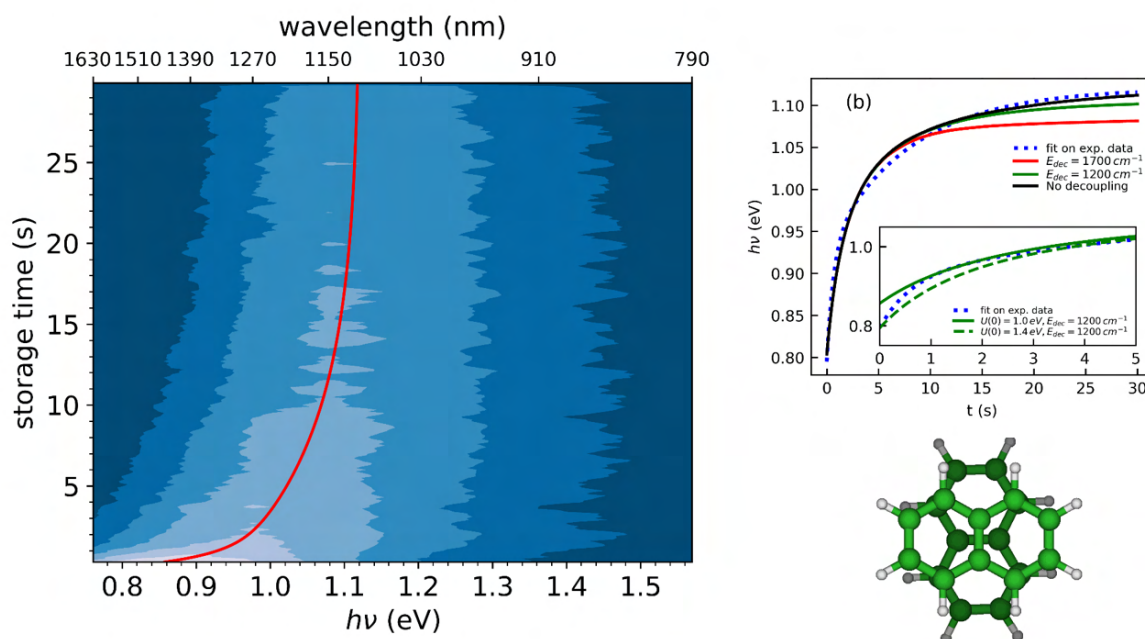 wavelength (nm)
1630 1510 1390 1270 1150 1030 910 790
storage time (s)
25
20
15
10
5
0.8 0.9 1.0 1.1 1.2 1.3 1.4 1.5
hν (eV)
(b)
hν (eV)
1.10
1.05
1.00
0.95
0.90
0.85
0.80
fit on exp. data
E_dec = 1700 cm⁻¹
E_dec = 1200 cm⁻¹
No decoupling
1.0
0.8
fit on exp. data
U(0) = 1.0 eV, E_dec = 1200 cm⁻¹
U(0) = 1.4 eV, E_dec = 1200 cm⁻¹
0 1 2 3 4 5
0 5 10 15 20 25 30
t (s)